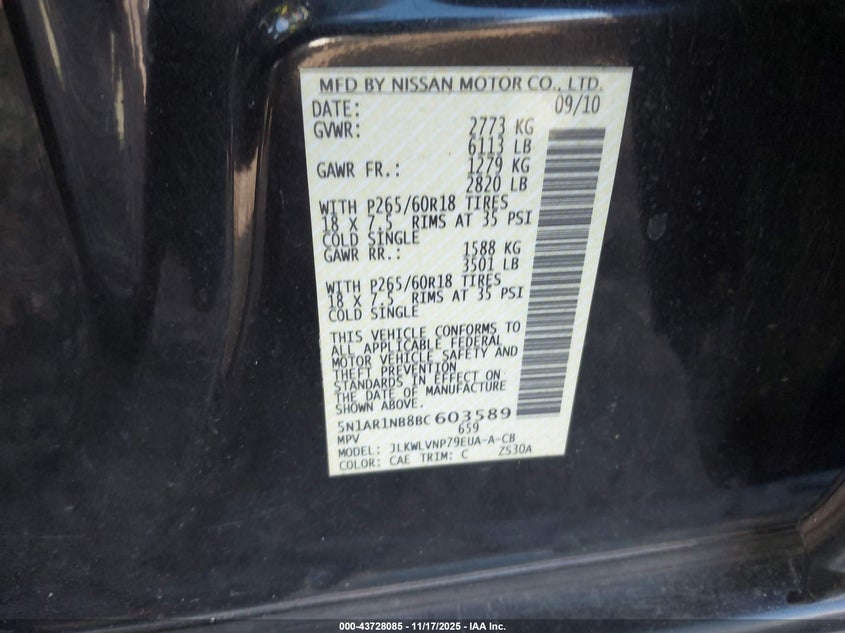 MFD BY NISSAN MOTOR CO., LTD.
DATE: 09/10
GVWR: 2773 KG
6113 LB
GAWR FR.: 1279 KG
2820 LB
WITH P265/60R18 TIRES
18 X 7.5 RIMS AT 35 PSI
COLD SINGLE
GAWR RR.: 1588 KG
3501 LB
WITH P265/60R18 TIRES
18 X 7.5 RIMS AT 35 PSI
COLD SINGLE
THIS VEHICLE CONFORMS TO
ALL APPLICABLE FEDERAL
MOTOR VEHICLE SAFETY AND
THEFT PREVENTION
STANDARDS IN EFFECT ON
THE DATE OF MANUFACTURE
SHOWN ABOVE.
5N1AR1NB8BC 603589
MPV 659
MODEL: JLKWLVNP79EUA-A-CB
COLOR: CAE TRIM: C ZS30A
000-43728085 - 11/17/2025 - IAA Inc.